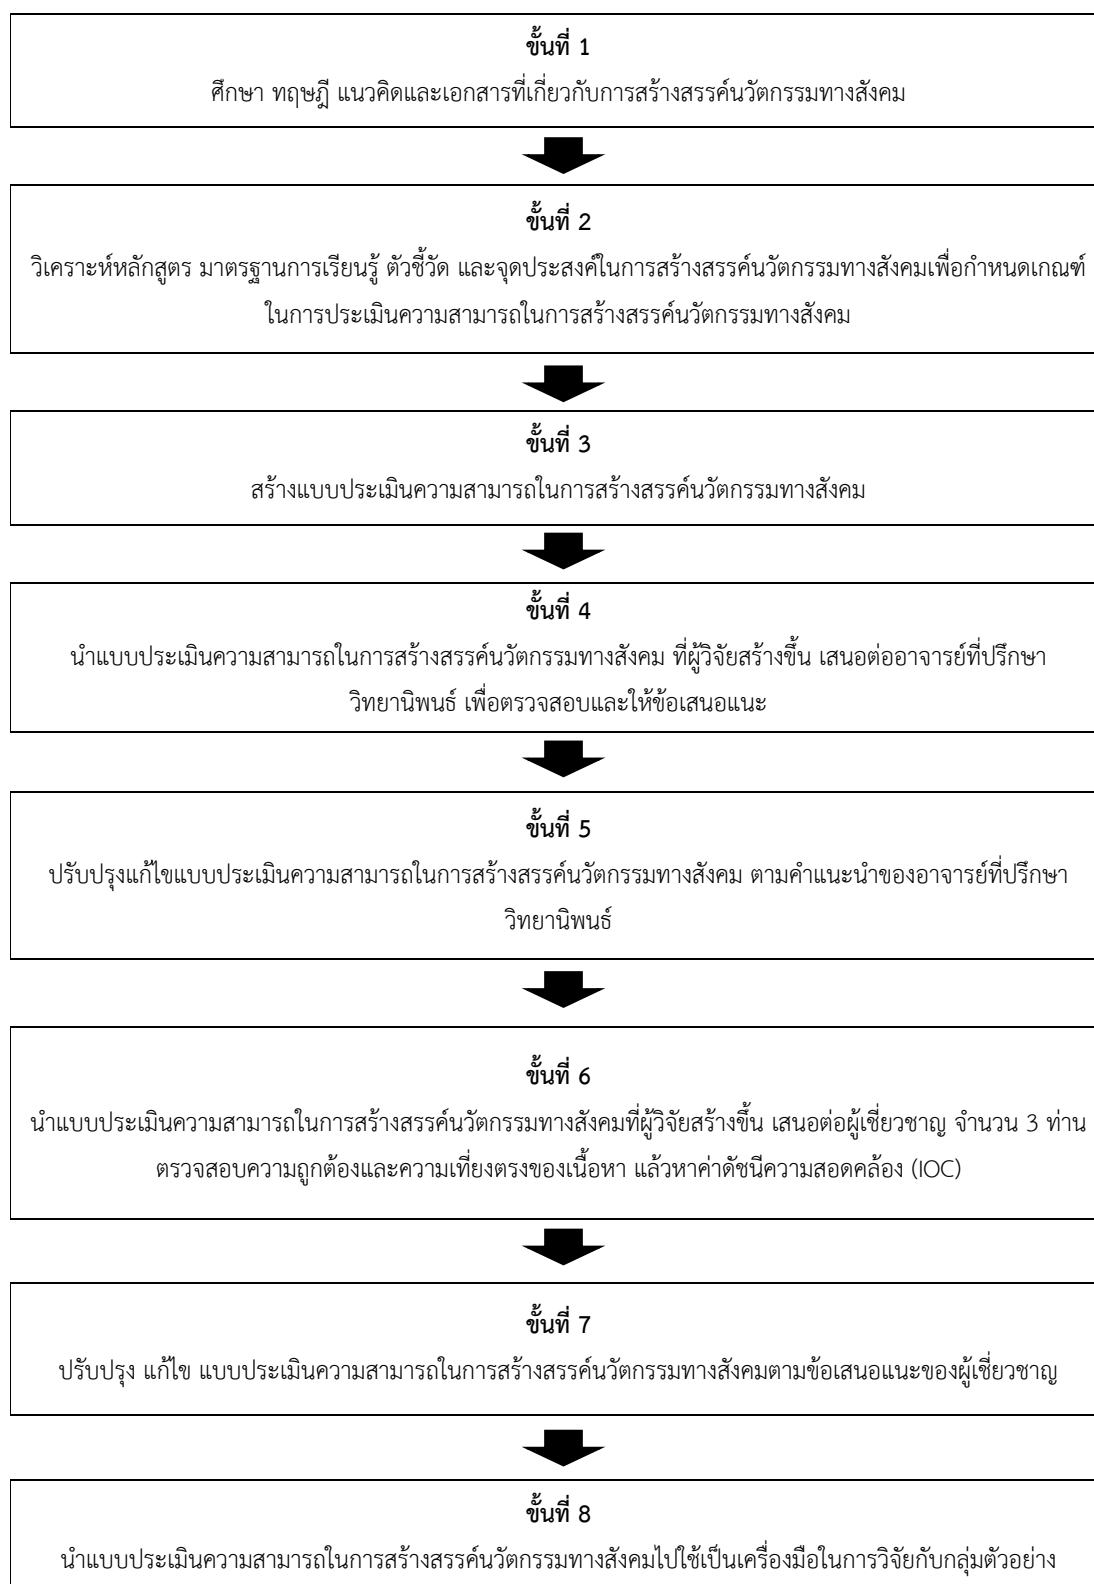 ขั้นที่ 1
ศึกษา ทฤษฎี แนวคิดและเอกสารที่เกี่ยวกับการสร้างสรรค์นวัตกรรมทางสังคม
ขั้นที่ 2
วิเคราะห์หลักสูตร มาตรฐานการเรียนรู้ ตัวชี้วัด และจุดประสงค์ในการสร้างสรรค์นวัตกรรมทางสังคมเพื่อกำหนดเกณฑ์
ในการประเมินความสามารถในการสร้างสรรค์นวัตกรรมทางสังคม
ขั้นที่ 3
สร้างแบบประเมินความสามารถในการสร้างสรรค์นวัตกรรมทางสังคม
ขั้นที่ 4
นำแบบประเมินความสามารถในการสร้างสรรค์นวัตกรรมทางสังคม ที่ผู้วิจัยสร้างขึ้น เสนอต่ออาจารย์ที่ปรึกษา
วิทยานิพนธ์ เพื่อตรวจสอบและให้ข้อเสนอแนะ
ขั้นที่ 5
ปรับปรุงแก้ไขแบบประเมินความสามารถในการสร้างสรรค์นวัตกรรมทางสังคม ตามคำแนะนำของอาจารย์ที่ปรึกษา
วิทยานิพนธ์
ขั้นที่ 6
นำแบบประเมินความสามารถในการสร้างสรรค์นวัตกรรมทางสังคมที่ผู้วิจัยสร้างขึ้น เสนอต่อผู้เชี่ยวชาญ จำนวน 3 ท่าน
ตรวจสอบความถูกต้องและความเที่ยงตรงของเนื้อหา แล้วหาค่าดัชนีความสอดคล้อง (IOC)
ขั้นที่ 7
ปรับปรุง แก้ไข แบบประเมินความสามารถในการสร้างสรรค์นวัตกรรมทางสังคมตามข้อเสนอแนะของผู้เชี่ยวชาญ
ขั้นที่ 8
นำแบบประเมินความสามารถในการสร้างสรรค์นวัตกรรมทางสังคมไปใช้เป็นเครื่องมือในการวิจัยกับกลุ่มตัวอย่าง